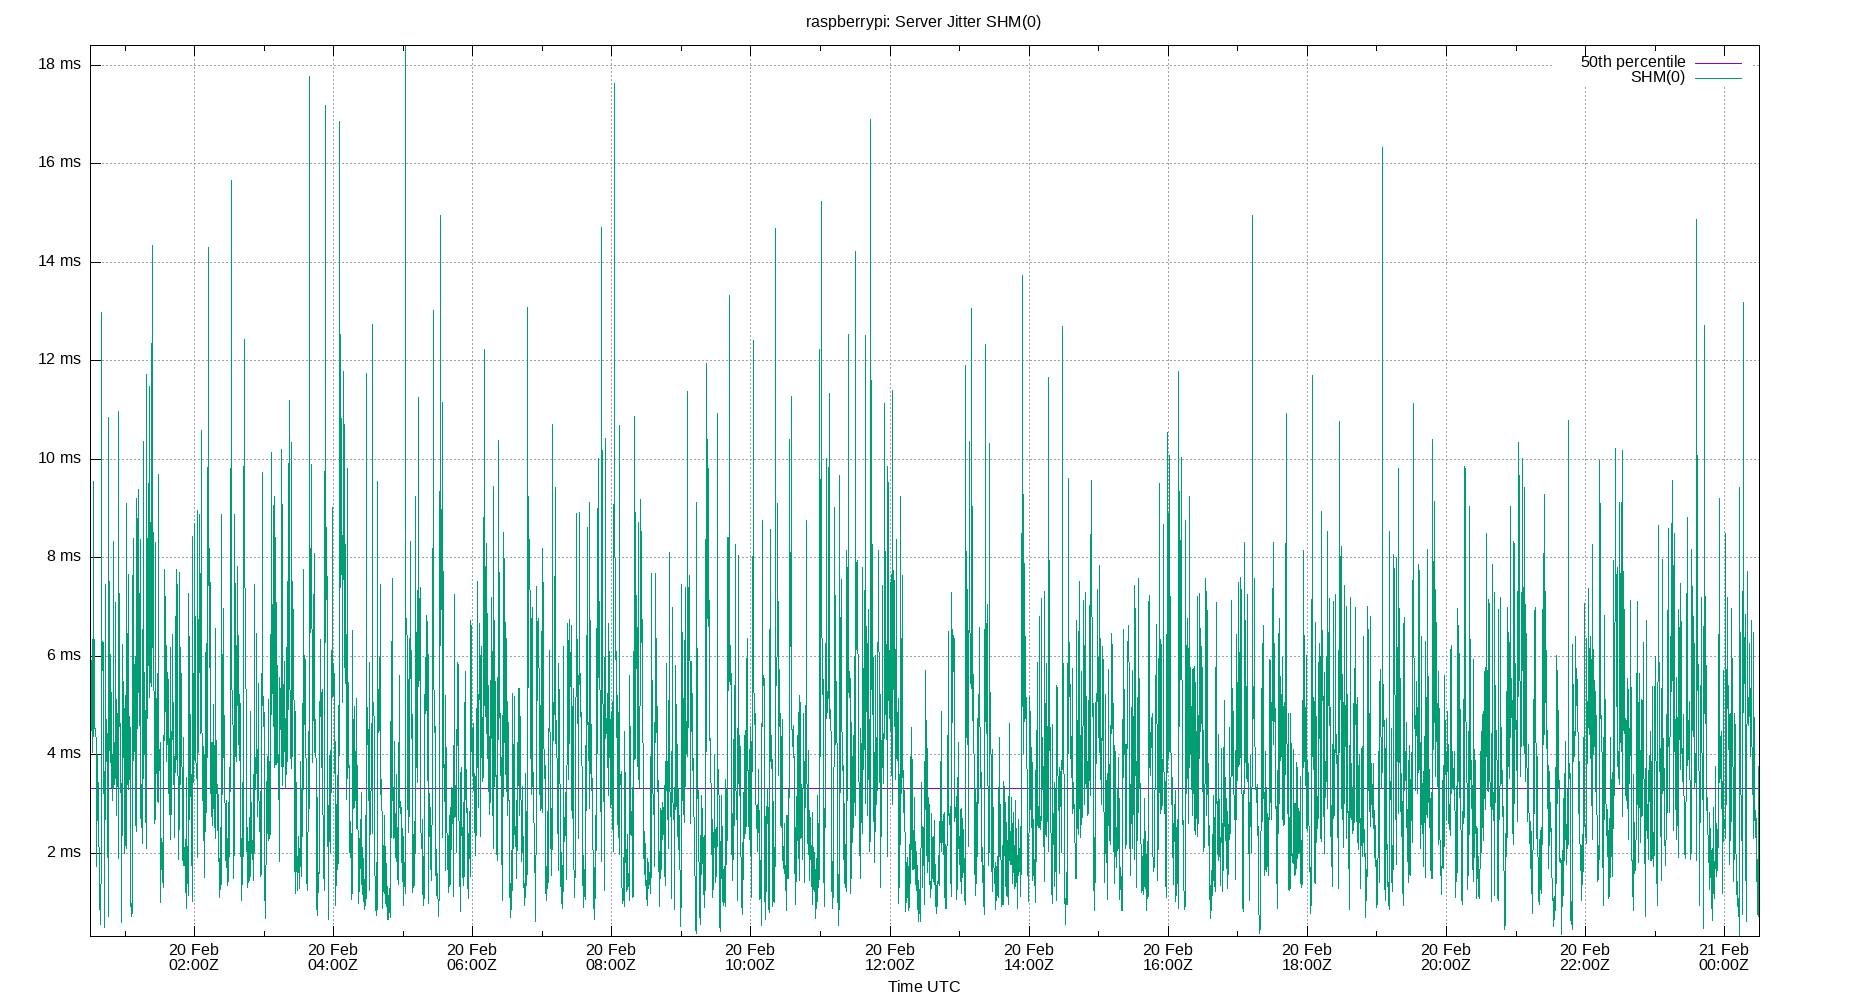 raspberrypi: Server Jitter SHM(0)
18 ms
16 ms
14 ms
12 ms
10 ms
8 ms
6 ms
4 ms
2 ms
50th percentile
SHM(0)
20 Feb 20 Feb 20 Feb 20 Feb 20 Feb 20 Feb 20 Feb 20 Feb 20 Feb 20 Feb 20 Feb 21 Feb
02:00Z 04:00Z 06:00Z 08:00Z 10:00Z 12:00Z 14:00Z 16:00Z 18:00Z 20:00Z 22:00Z 00:00Z
Time UTC